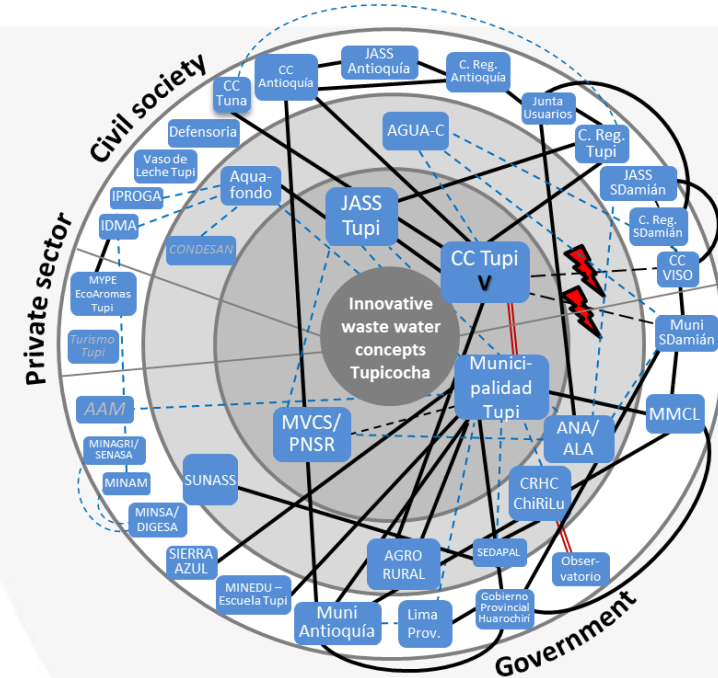 Civil society
Private sector
Government
Innovative
waste water
concepts
Tupicocha
CC
Tuna
CC
Antioquía
JASS
Antioquía
C. Reg.
Antioquía
Junta
Usuarios
C. Reg.
Tupi
JASS
SDamián
C. Reg.
SDamián
CC
VISO
Muni
SDamián
MMCL
Defensoria
Vaso de
Leche Tupi
IPROGA
IDMA
Aqua-
fondo
CONDESAN
AGUA-C
JASS
Tupi
CC Tupi
V
MYPE
EcoAromas
Tupi
Turismo
Tupi
AAM
MINAGRI/
SENASA
MINAM
MINSA/
DIGESA
SIERRA
AZUL
MINEDU –
Escuela Tupi
SUNASS
MVCS/
PNSR
Munici-
palidad
Tupi
ANA/
ALA
CRHC
ChiRiLu
AGRO
RURAL
SEDAPAL
Obser-
vatorio
Muni
Antioquía
Lima
Prov.
Gobierno
Provincial
Huarochirí